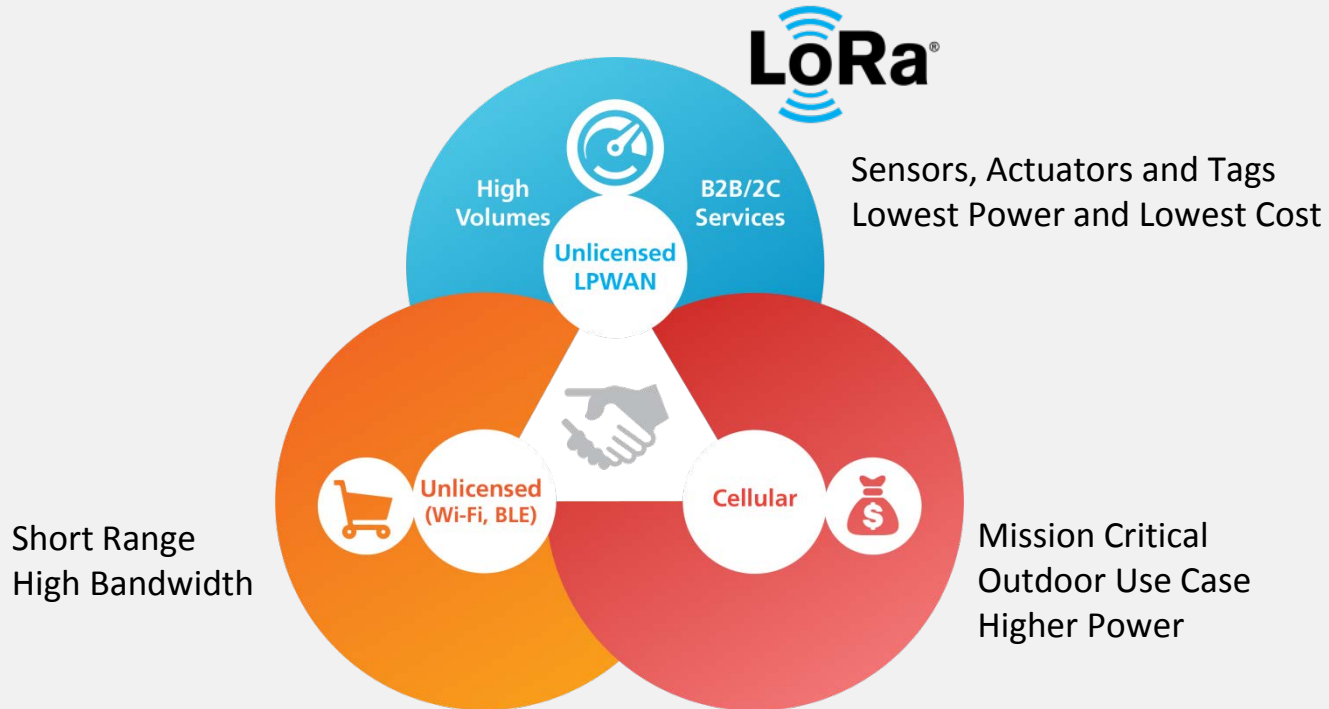 LoRa®
High
Volumes
B2B/2C
Services
Unlicensed
LPWAN
Sensors, Actuators and Tags
Lowest Power and Lowest Cost
Unlicensed
(Wi-Fi, BLE)
Cellular
$
Short Range
High Bandwidth
Mission Critical
Outdoor Use Case
Higher Power